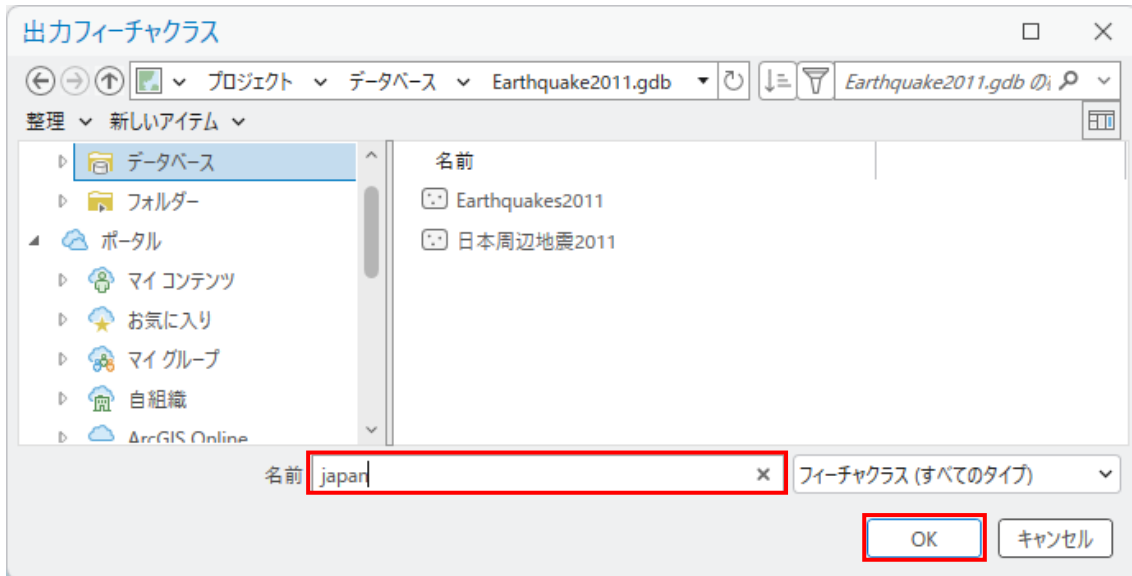 出力フィーチャクラス
プロジェクト データベース Earthquake2011.gdb Earthquake2011.gdb の
整理 新しいアイテム
データベース
フォルダー
ポータル
マイ コンテンツ
お気に入り
マイ グループ
自組織
ArcGIS Online
名前
Earthquakes2011
日本周辺地震2011
名前 japan フィーチャクラス (すべてのタイプ)
OK キャンセル